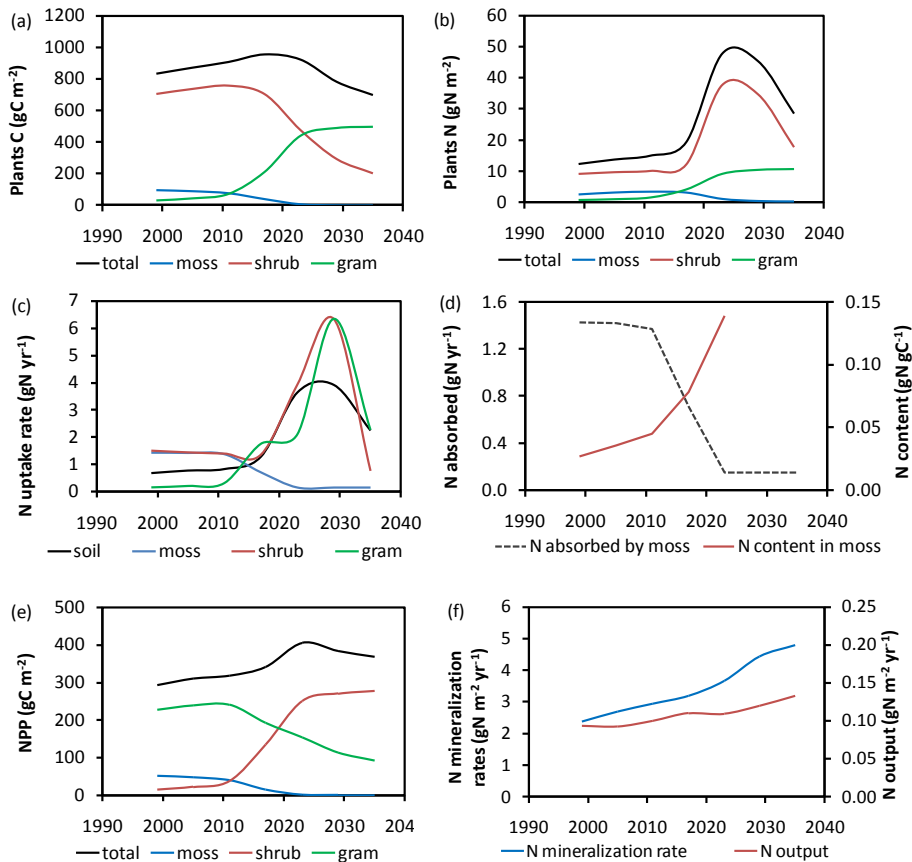 (a)
Plants C (gC m-2)
1200
1000
800
600
400
200
0
1990 2000 2010 2020 2030 2040
total moss shrub gram
(b)
Plants N (gN m-2)
60
50
40
30
20
10
0
1990 2000 2010 2020 2030 2040
total moss shrub gram
(c)
N uptake rate (gN yr-1)
7
6
5
4
3
2
1
0
1990 2000 2010 2020 2030 2040
soil moss shrub gram
(d)
N absorbed (gN yr-1)
1.6
1.2
0.8
0.4
0.0
0.15
0.10
0.05
0.00
N content (gN gC-1)
1990 2000 2010 2020 2030 2040
N absorbed by moss N content in moss
(e)
NPP (gC m-2)
500
400
300
200
100
0
1990 2000 2010 2020 2030 204
total moss shrub gram
(f)
N mineralization
rates (gN m-2 yr-1)
6
5
4
3
2
1
0
0.25
0.20
0.15
0.10
0.05
0.00
N output (gN m-2 yr-1)
1990 2000 2010 2020 2030 2040
N mineralization rate N output